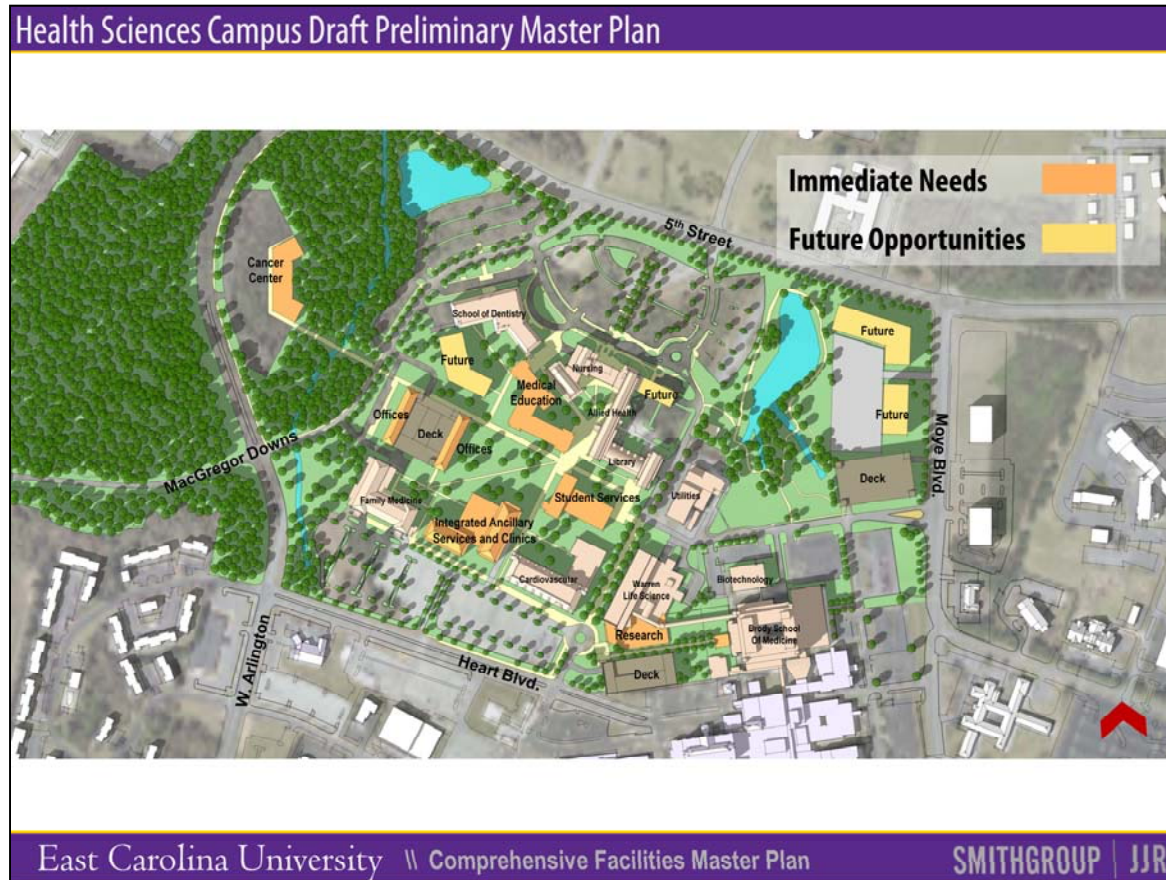 Health Sciences Campus Draft Preliminary Master Plan
Immediate Needs
Future Opportunities
5th Street
Cancer
Center
School of Dentistry
Future
Nursing
Medical
Education
Future
Allied Health
Future
Future
Offices
Deck
Offices
Library
MacGregor Downs
Moye Blvd.
Family Medicine
Student Services
Utilities
Deck
Integrated Ancillary
Services and Clinics
Cardiovascular
Warren
Life Science
Biotechnology
Research
Brody School
Of Medicine
Deck
W. Arlington
Heart Blvd.
East Carolina University \\ Comprehensive Facilities Master Plan
SMITHGROUP | JJR